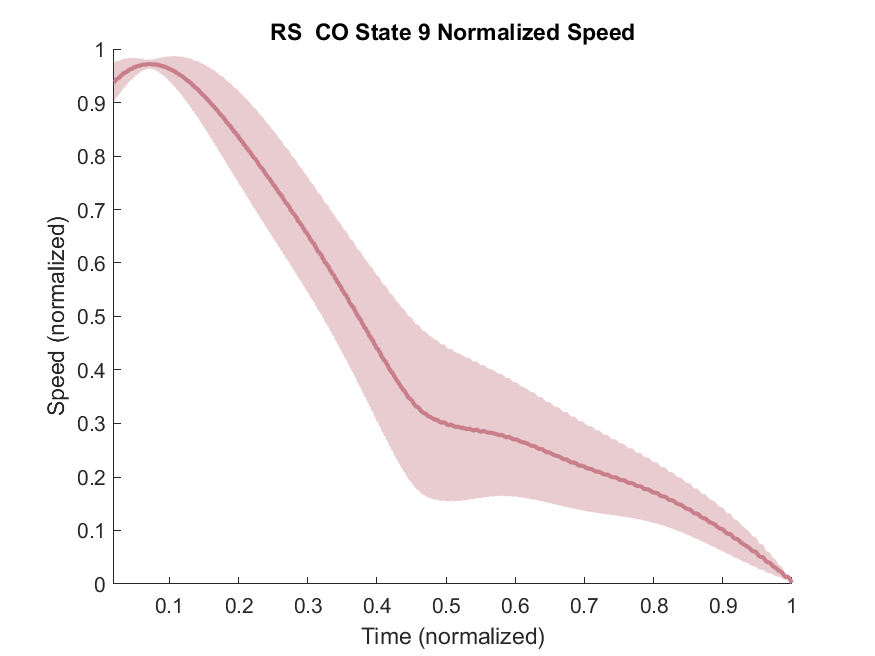 RS  CO State 9 Normalized Speed
1
0.9
0.8
0.7
0.6
0.5
0.4
0.3
0.2
0.1
0
Speed (normalized)
0.1 0.2 0.3 0.4 0.5 0.6 0.7 0.8 0.9 1
Time (normalized)